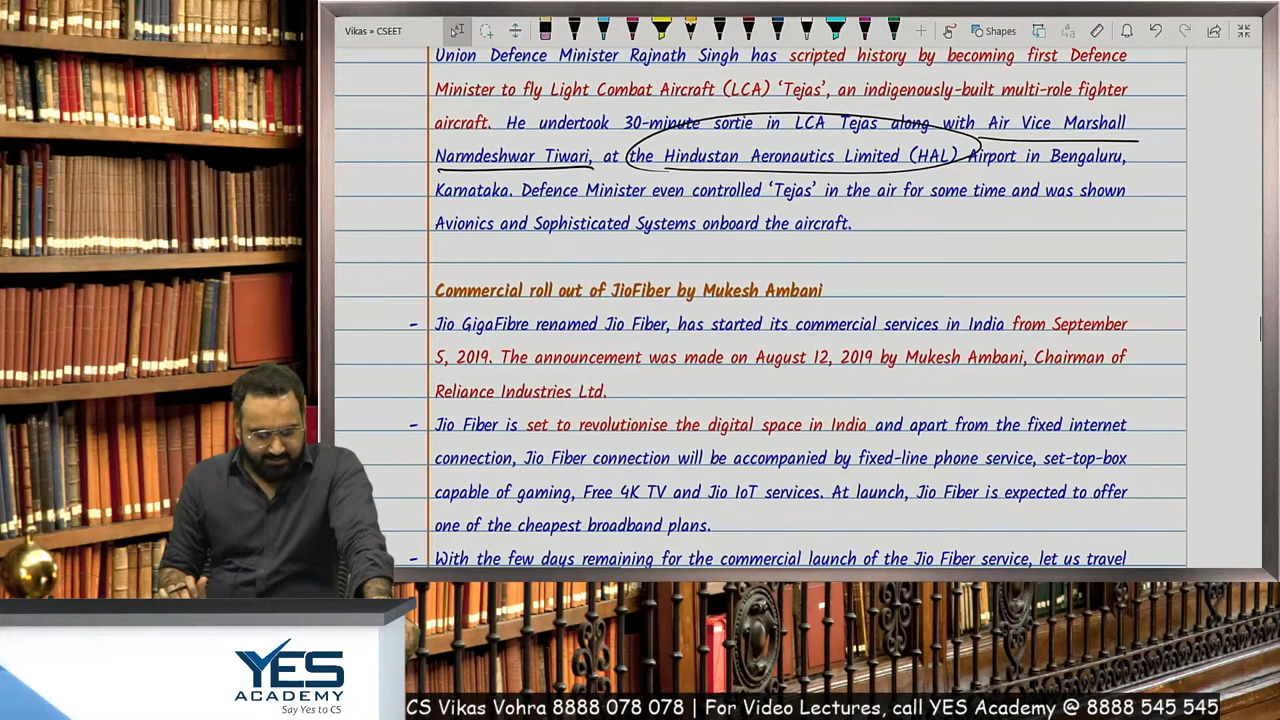 Vikas » CSEET
Shapes
Union Defence Minister Rajnath Singh has scripted history by becoming first Defence
Minister to fly Light Combat Aircraft (LCA) ‘Tejas’, an indigenously-built multi-role fighter
aircraft. He undertook 30-minute sortie in LCA Tejas along with Air Vice Marshall
Narmdeshwar Tiwari, at the Hindustan Aeronautics Limited (HAL) Airport in Bengaluru,
Karnataka. Defence Minister even controlled ‘Tejas’ in the air for some time and was shown
Avionics and Sophisticated Systems onboard the aircraft.
Commercial roll out of JioFiber by Mukesh Ambani
- Jio GigaFibre renamed Jio Fiber, has started its commercial services in India from September
5, 2019. The announcement was made on August 12, 2019 by Mukesh Ambani, Chairman of
Reliance Industries Ltd.
- Jio Fiber is set to revolutionise the digital space in India and apart from the fixed internet
connection, Jio Fiber connection will be accompanied by fixed-line phone service, set-top-box
capable of gaming, Free 4K TV and Jio IoT services. At launch, Jio Fiber is expected to offer
one of the cheapest broadband plans.
- With the few days remaining for the commercial launch of the Jio Fiber service, let us travel
YES
ACADEMY
Say Yes to CS
CS Vikas Vohra 8888 078 078 | For Video Lectures, call YES Academy @ 8888 545 545